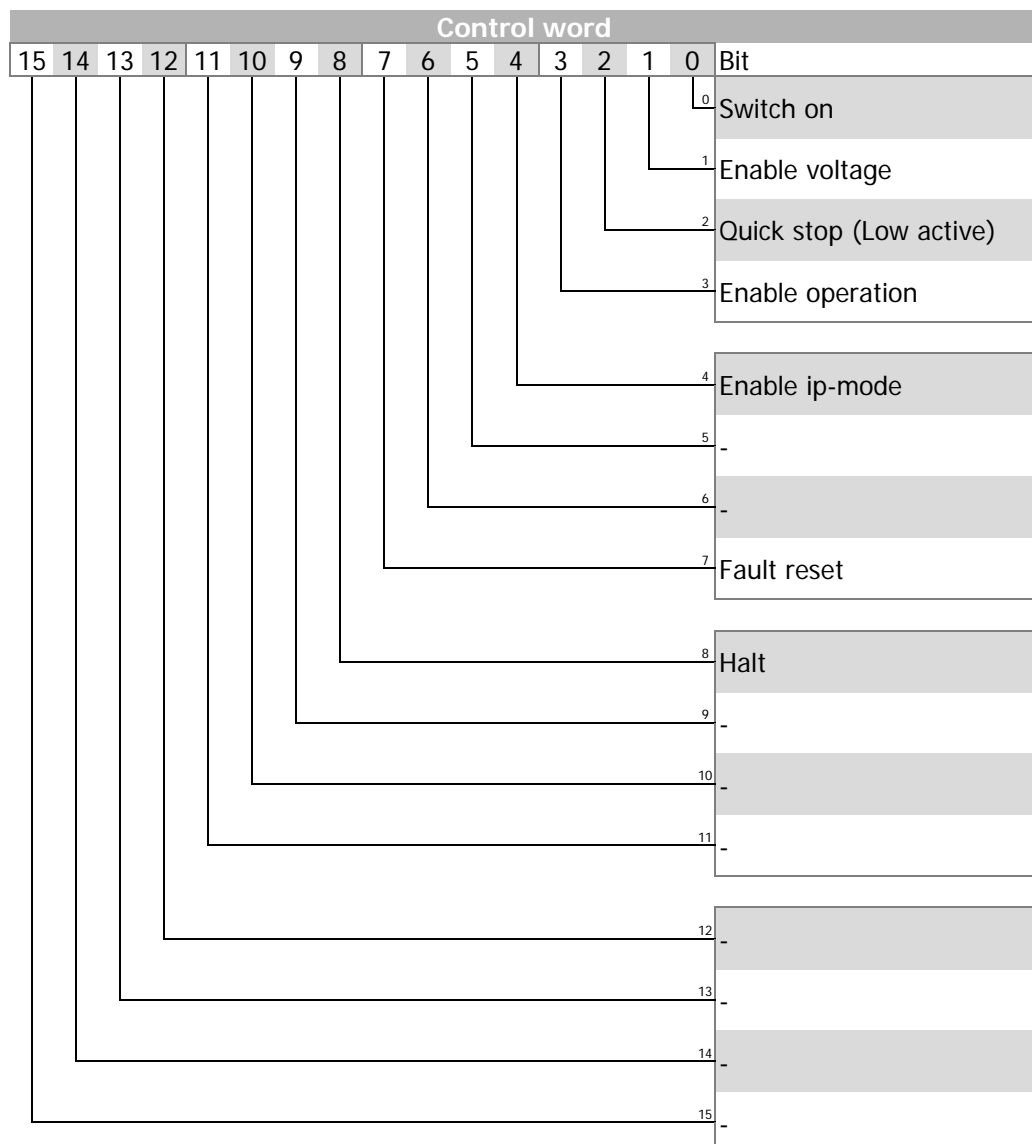 Control word
15 14 13 12 11 10 9 8 7 6 5 4 3 2 1 0 Bit
0 Switch on
1 Enable voltage
2 Quick stop (Low active)
3 Enable operation
4 Enable ip-mode
5 -
6 -
7 Fault reset
8 Halt
9 -
10 -
11 -
12 -
13 -
14 -
15 -